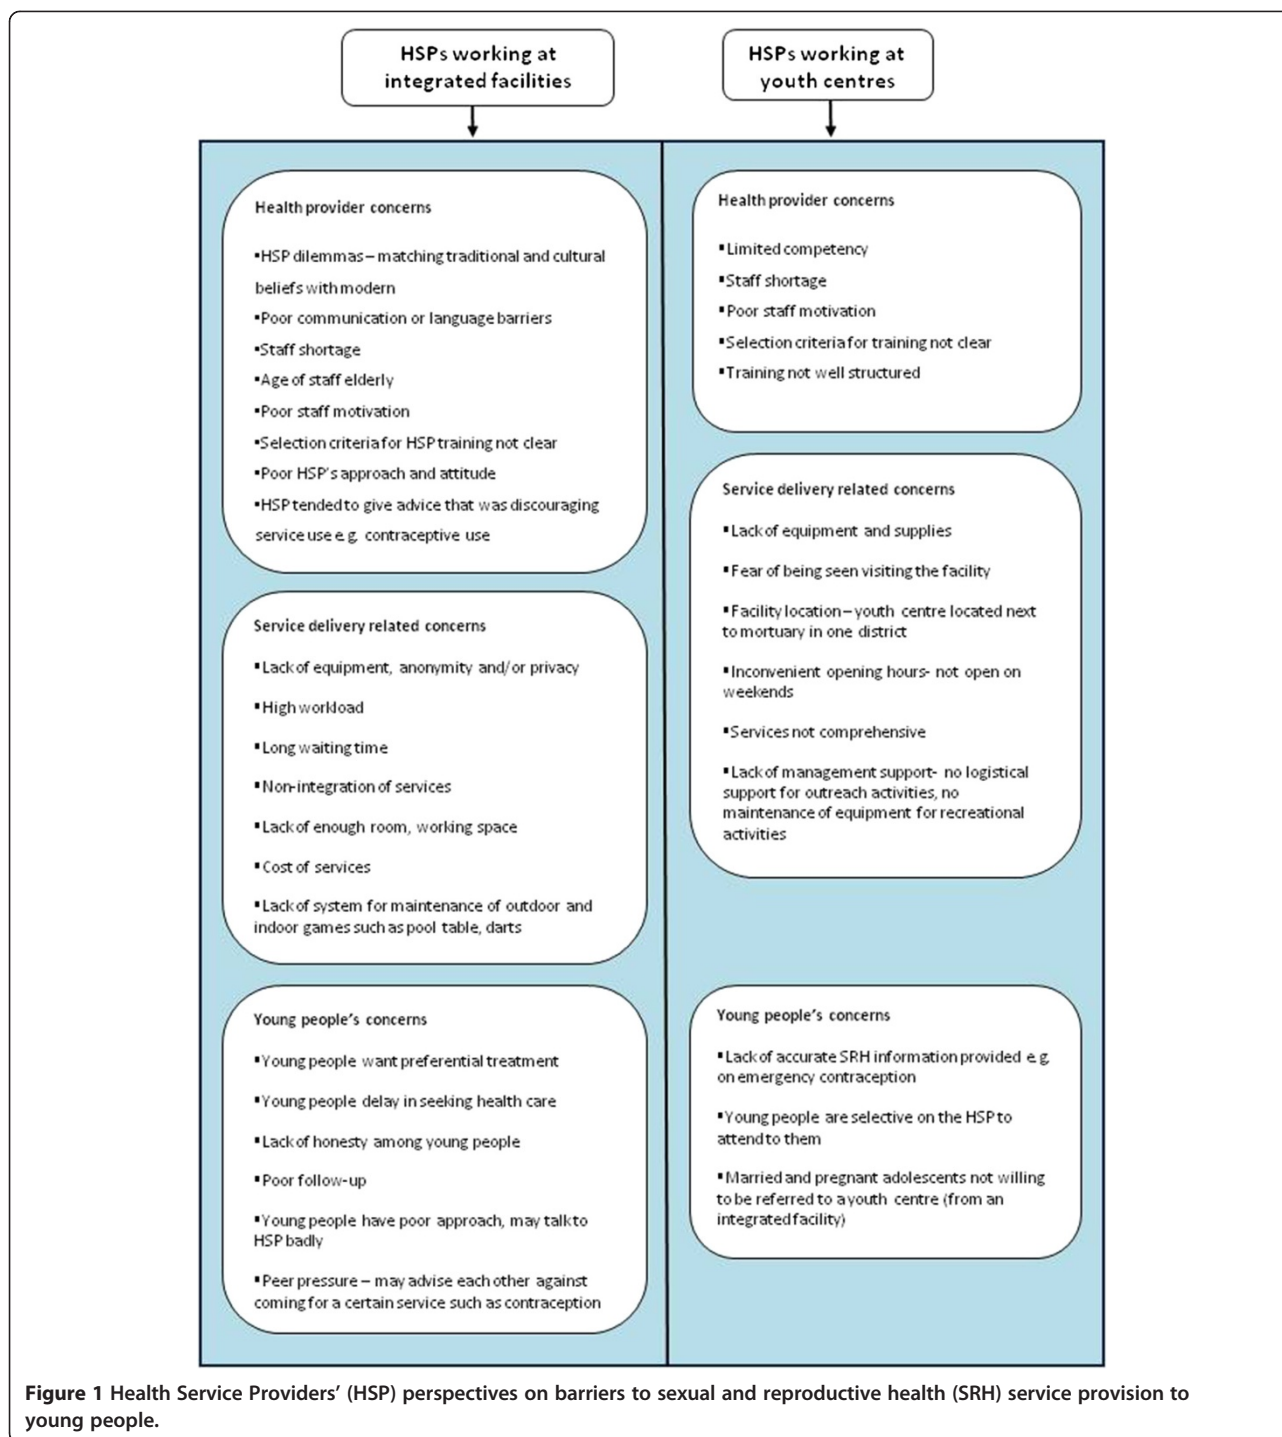 HSPs working at
integrated facilities
HSPs working at
youth centres
Health provider concerns
▪HSP dilemmas – matching traditional and cultural
beliefs with modern
▪Poor communication or language barriers
▪Staff shortage
▪Age of staff elderly
▪Poor staff motivation
▪Selection criteria for HSP training not clear
▪Poor HSP's approach and attitude
▪HSP tended to give advice that was discouraging
service use e.g. contraceptive use
Service delivery related concerns
▪Lack of equipment, anonymity and/or privacy
▪High workload
▪Long waiting time
▪Non-integration of services
▪Lack of enough room, working space
▪Cost of services
▪Lack of system for maintenance of outdoor and
indoor games such as pool table, darts
Young people's concerns
▪Young people want preferential treatment
▪Young people delay in seeking health care
▪Lack of honesty among young people
▪Poor follow-up
▪Young people have poor approach, may talk to
HSP badly
▪Peer pressure – may advise each other against
coming for a certain service such as contraception
Health provider concerns
▪Limited competency
▪Staff shortage
▪Poor staff motivation
▪Selection criteria for training not clear
▪Training not well structured
Service delivery related concerns
▪Lack of equipment and supplies
▪Fear of being seen visiting the facility
▪Facility location – youth centre located next
to mortuary in one district
▪Inconvenient opening hours- not open on
weekends
▪Services not comprehensive
▪Lack of management support- no logistical
support for outreach activities, no
maintenance of equipment for recreational
activities
Young people's concerns
▪Lack of accurate SRH information provided e.g.
on emergency contraception
▪Young people are selective on the HSP to
attend to them
▪Married and pregnant adolescents not willing
to be referred to a youth centre (from an
integrated facility)
Figure 1 Health Service Providers' (HSP) perspectives on barriers to sexual and reproductive health (SRH) service provision to
young people.